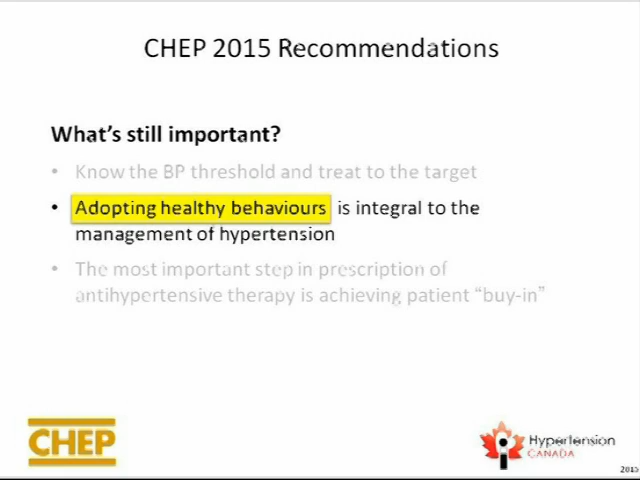 CHEP 2015 Recommendations
What's still important?
• Know the BP threshold and treat to the target
• Adopting healthy behaviours is integral to the
management of hypertension
• The most important step in prescription of
antihypertensive therapy is achieving patient “buy-in”
CHEP
Hypertension
CANADA
2015